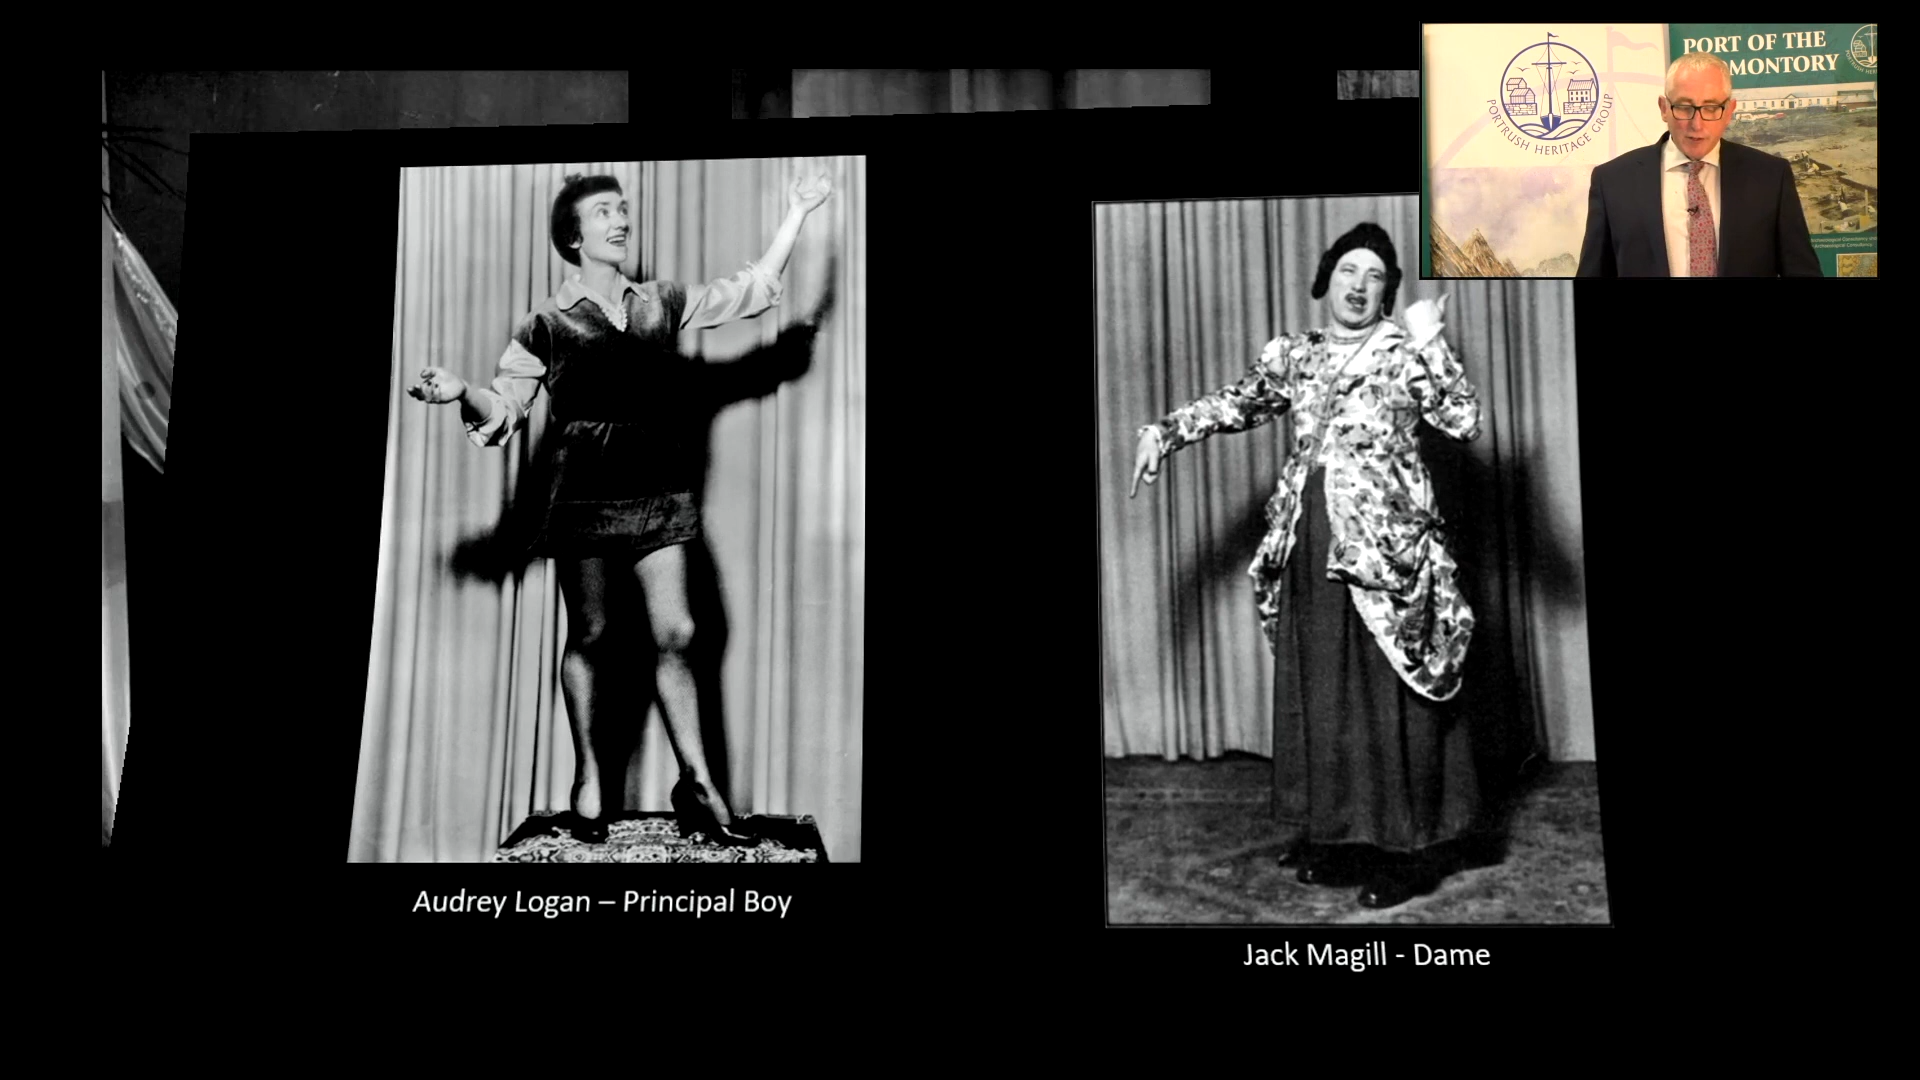 PORT OF THE
MONTORY
PORTRUSH HERITAGE GROUP
Audrey Logan – Principal Boy
Jack Magill - Dame